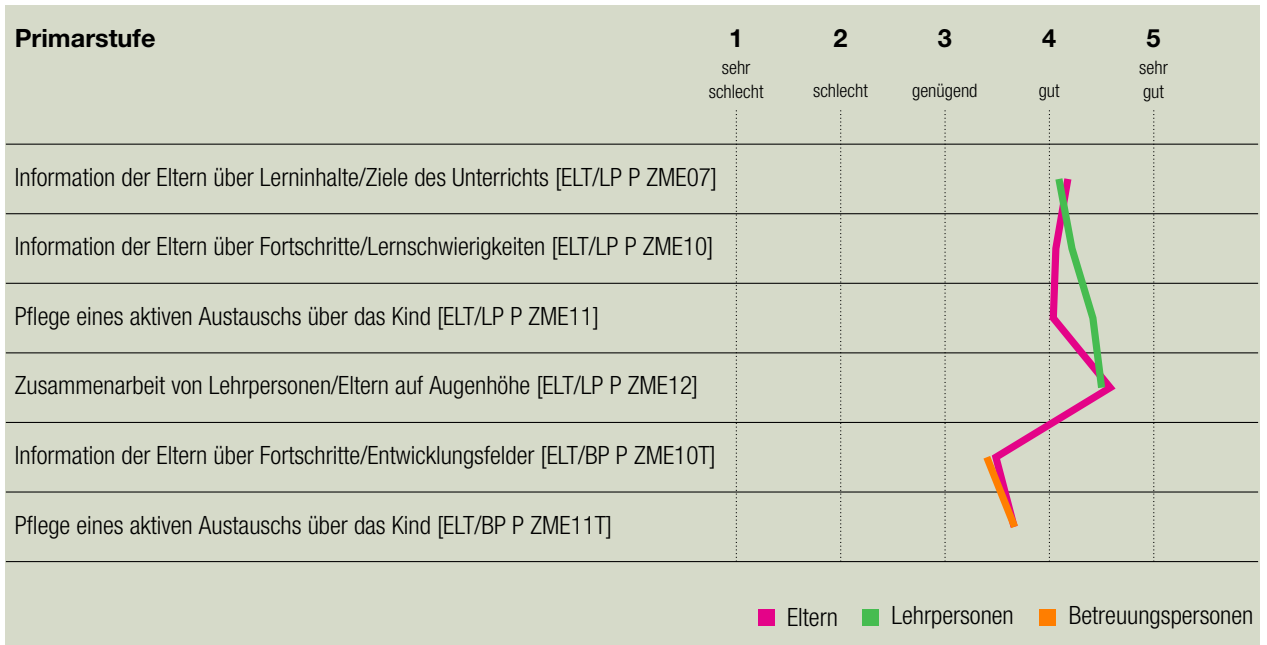 Primarstufe
1 2 3 4 5
sehr schlecht schlecht genügend gut sehr gut
Information der Eltern über Lerninhalte/Ziele des Unterrichts [ELT/LP P ZME07]
Information der Eltern über Fortschritte/Lernschwierigkeiten [ELT/LP P ZME10]
Pflege eines aktiven Austauschs über das Kind [ELT/LP P ZME11]
Zusammenarbeit von Lehrpersonen/Eltern auf Augenhöhe [ELT/LP P ZME12]
Information der Eltern über Fortschritte/Entwicklungsfelder [ELT/BP P ZME10T]
Pflege eines aktiven Austauschs über das Kind [ELT/BP P ZME11T]
Eltern Lehrpersonen Betreuungspersonen